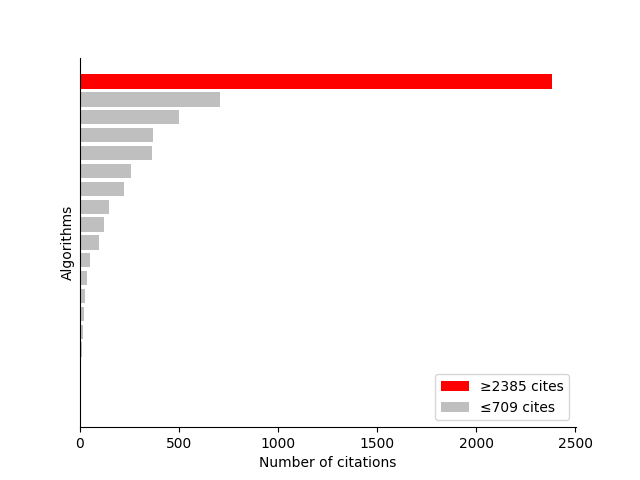 Algorithms
≥2385 cites
≤709 cites
0 500 1000 1500 2000 2500
Number of citations